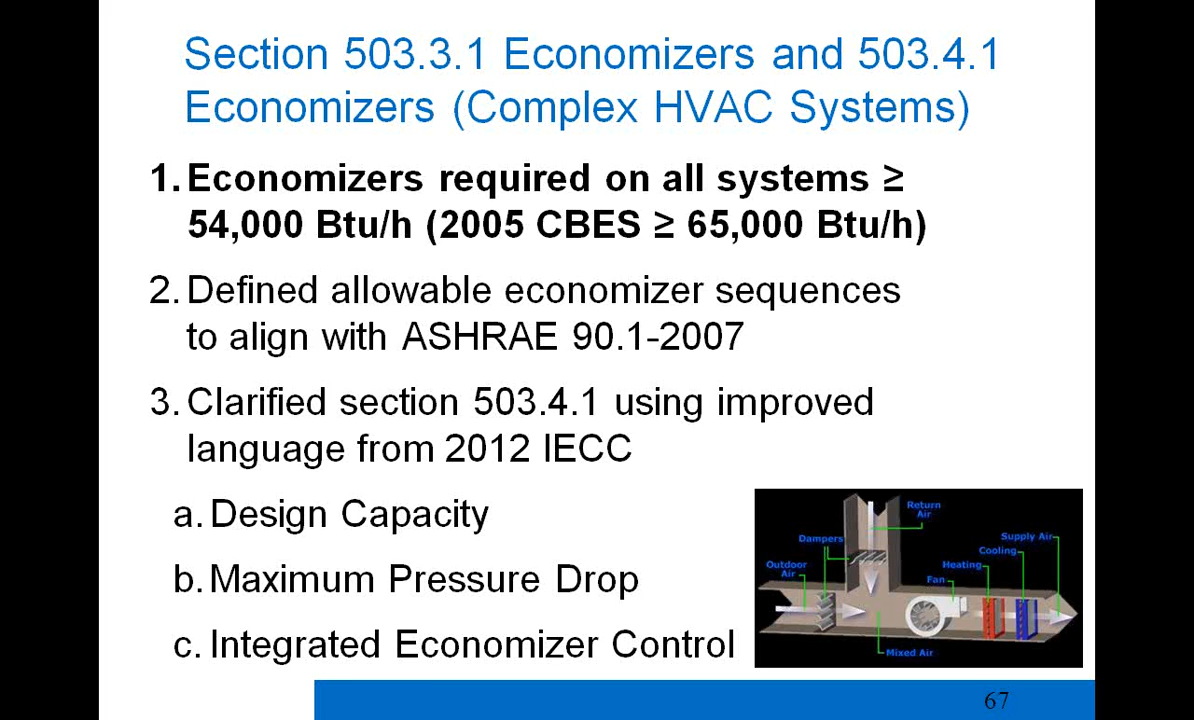 Section 503.3.1 Economizers and 503.4.1
Economizers (Complex HVAC Systems)
1. Economizers required on all systems ≥
54,000 Btu/h (2005 CBES ≥ 65,000 Btu/h)
2. Defined allowable economizer sequences
to align with ASHRAE 90.1-2007
3. Clarified section 503.4.1 using improved
language from 2012 IECC
a. Design Capacity
b. Maximum Pressure Drop
c. Integrated Economizer Control
Return
Air
Dampers
Supply Air
Cooling
Outdoor
Air
Heating
Fan
Mixed Air
67